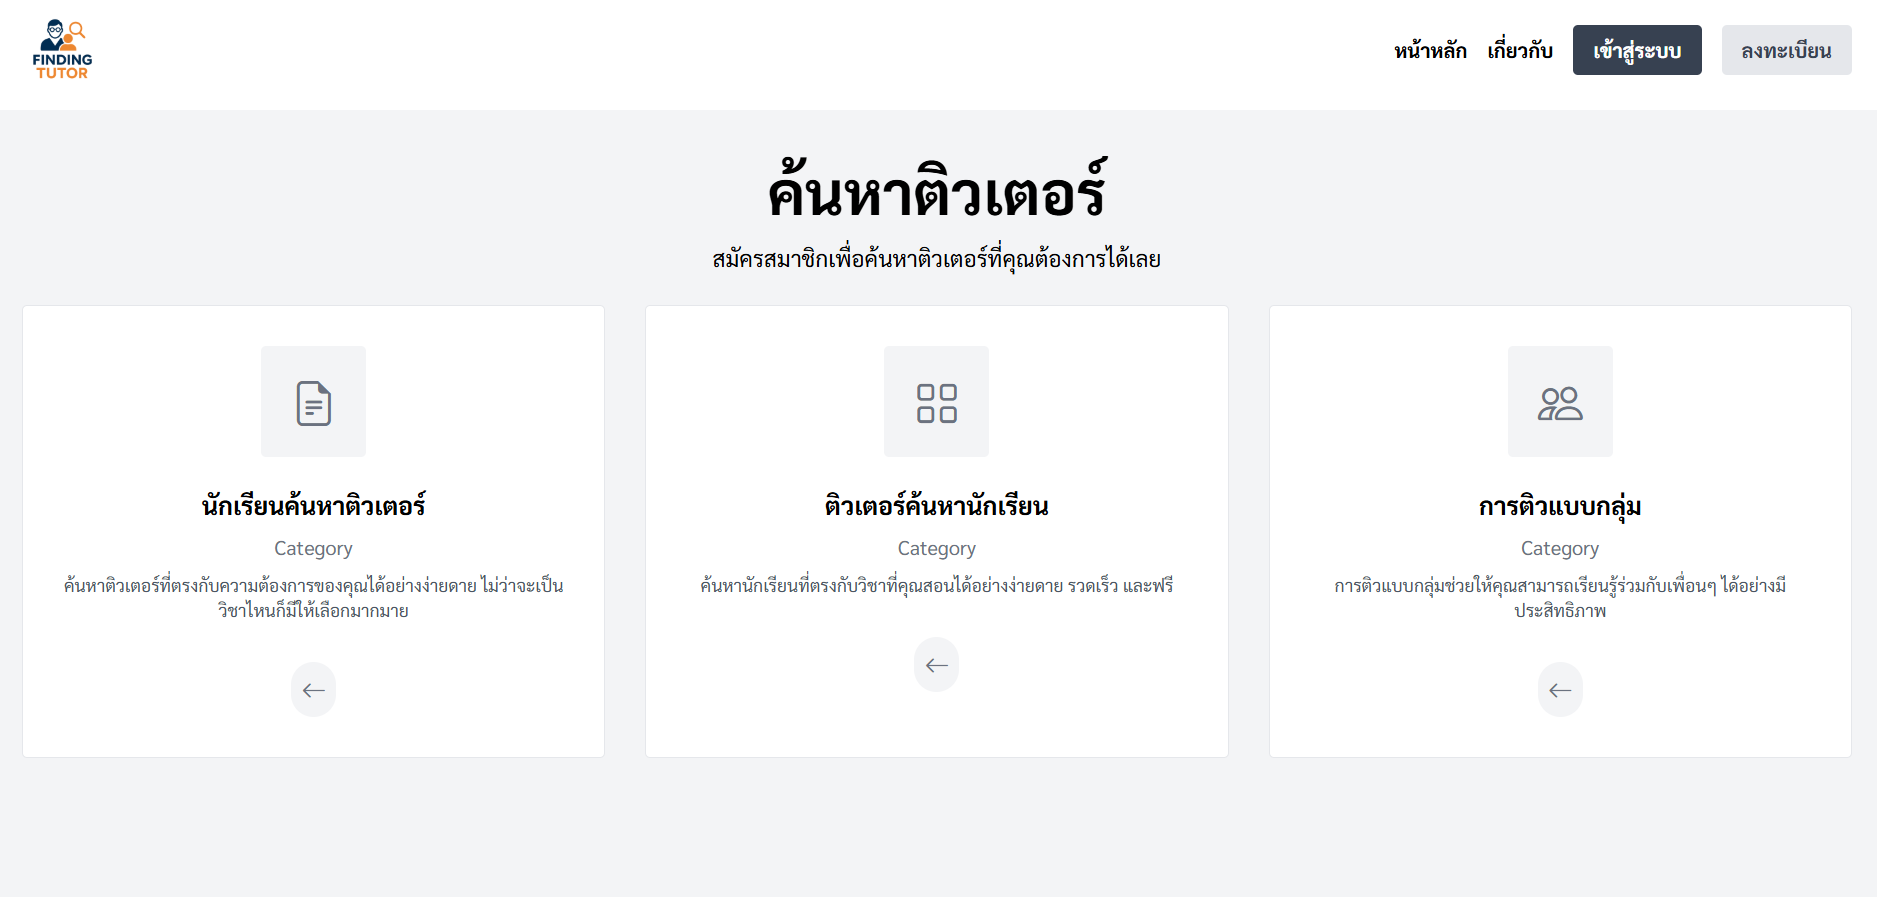 FINDING
TUTOR
หน้าหลัก เกี่ยวกับ เข้าสู่ระบบ ลงทะเบียน
ค้นหาติวเตอร์
สมัครสมาชิกเพื่อค้นหาติวเตอร์ที่คุณต้องการได้เลย
นักเรียนค้นหาติวเตอร์
Category
ค้นหาติวเตอร์ที่ตรงกับความต้องการของคุณได้อย่างง่ายดาย ไม่ว่าจะเป็น
วิชาไหนก็มีให้เลือกมากมาย
ติวเตอร์ค้นหานักเรียน
Category
ค้นหานักเรียนที่ตรงกับวิชาที่คุณสอนได้อย่างง่ายดาย รวดเร็ว และฟรี
การติวแบบกลุ่ม
Category
การติวแบบกลุ่มช่วยให้คุณสามารถเรียนรู้ร่วมกับเพื่อนๆ ได้อย่างมี
ประสิทธิภาพ